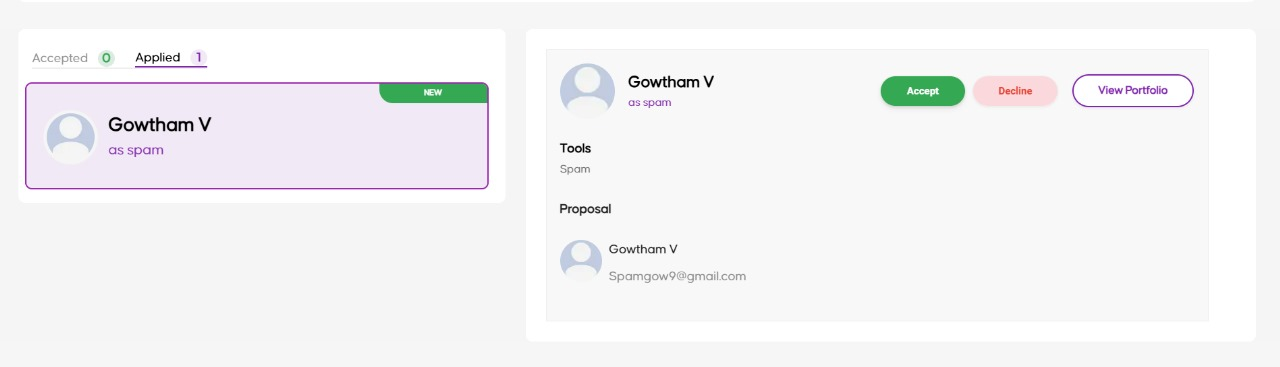 Accepted 0 Applied 1
NEW
Gowtham V
as spam
Gowtham V
as spam
Accept Decline View Portfolio
Tools
Spam
Proposal
Gowtham V
Spamgow9@gmail.com